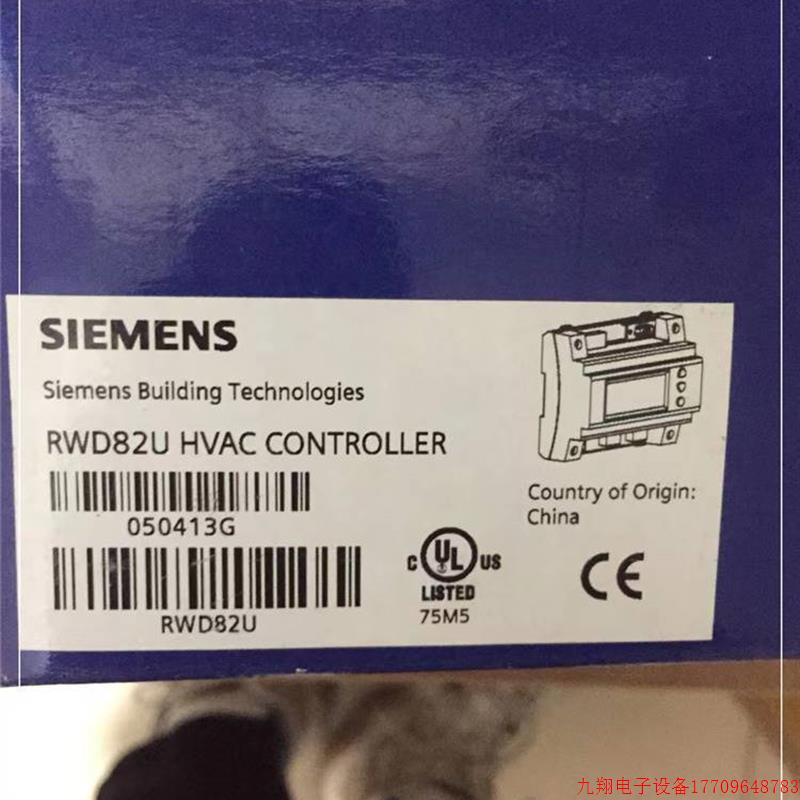 SIEMENS
Siemens Building Technologies
RWD82U HVAC CONTROLLER
050413G
RWD82U
C UL US
LISTED
75M5
Country of Origin:
China
CE
九翔电子设备17709648783